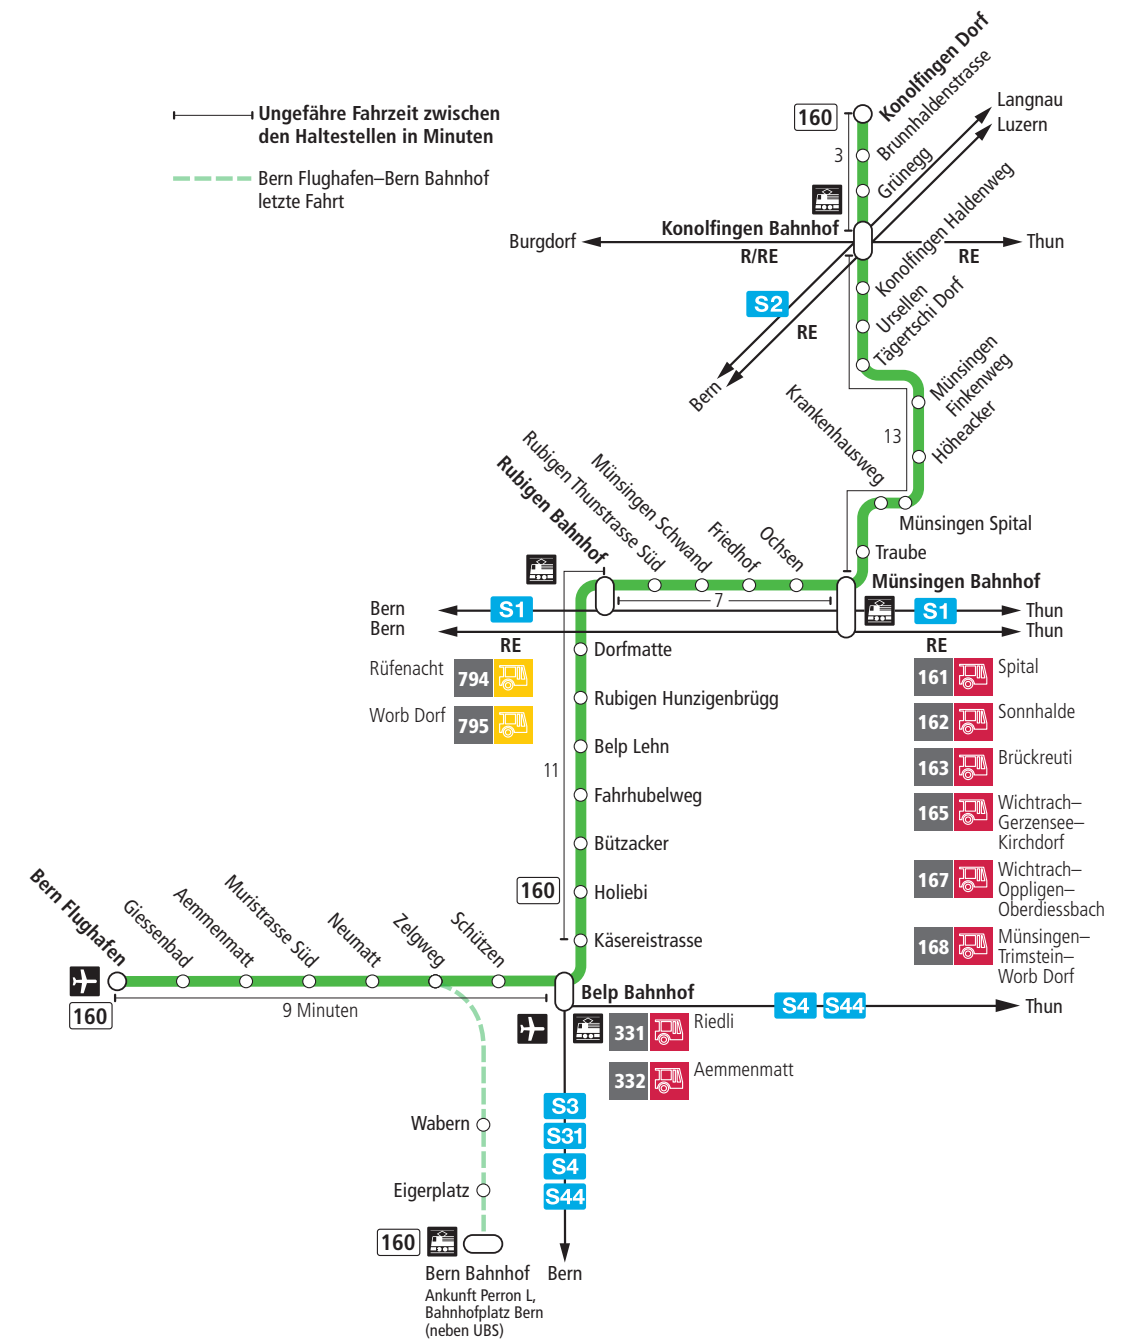 Ungefähre Fahrzeit zwischen
den Haltestellen in Minuten
Bern Flughafen–Bern Bahnhof
letzte Fahrt
160
Konolfingen Dorf
Brunnhaldenstrasse
Grünegg
3
Langnau
Luzern
Konolfingen Bahnhof
Burgdorf
R/RE
RE
Thun
S2
RE
Bern
Konolfingen Haldenweg
Ursellen
Tägertschi Dorf
Münsingen
Finkenweg
Höheacker
13
Krankenhausweg
Münsingen Spital
Traube
Münsingen Bahnhof
Ochsen
Friedhof
Münsingen Schwand
Rubigen Thunstrasse Süd
Rubigen Bahnhof
7
Bern
S1
S1
Thun
Bern
Thun
RE
RE
Rüfenacht
794
Worb Dorf
795
161
Spital
162
Sonnhalde
163
Brückreuti
165
Wichtrach–
Gerzensee–
Kirchdorf
167
Wichtrach–
Oppligen–
Oberdiessbach
168
Münsingen–
Trimstein–
Worb Dorf
Dorfmatte
Rubigen Hunzigenbrügg
Belp Lehn
11
Fahrhubelweg
Bützacker
160
Holiebi
Käsereistrasse
Bern Flughafen
Giessenbad
Aemmenmatt
Muristrasse Süd
Neumatt
Zelgweg
Schützen
160
9 Minuten
Belp Bahnhof
S4
S44
Thun
331
Riedli
332
Aemmenmatt
S3
S31
S4
S44
Bern
Wabern
Eigerplatz
160
Bern Bahnhof
Ankunft Perron L,
Bahnhofplatz Bern
(neben UBS)